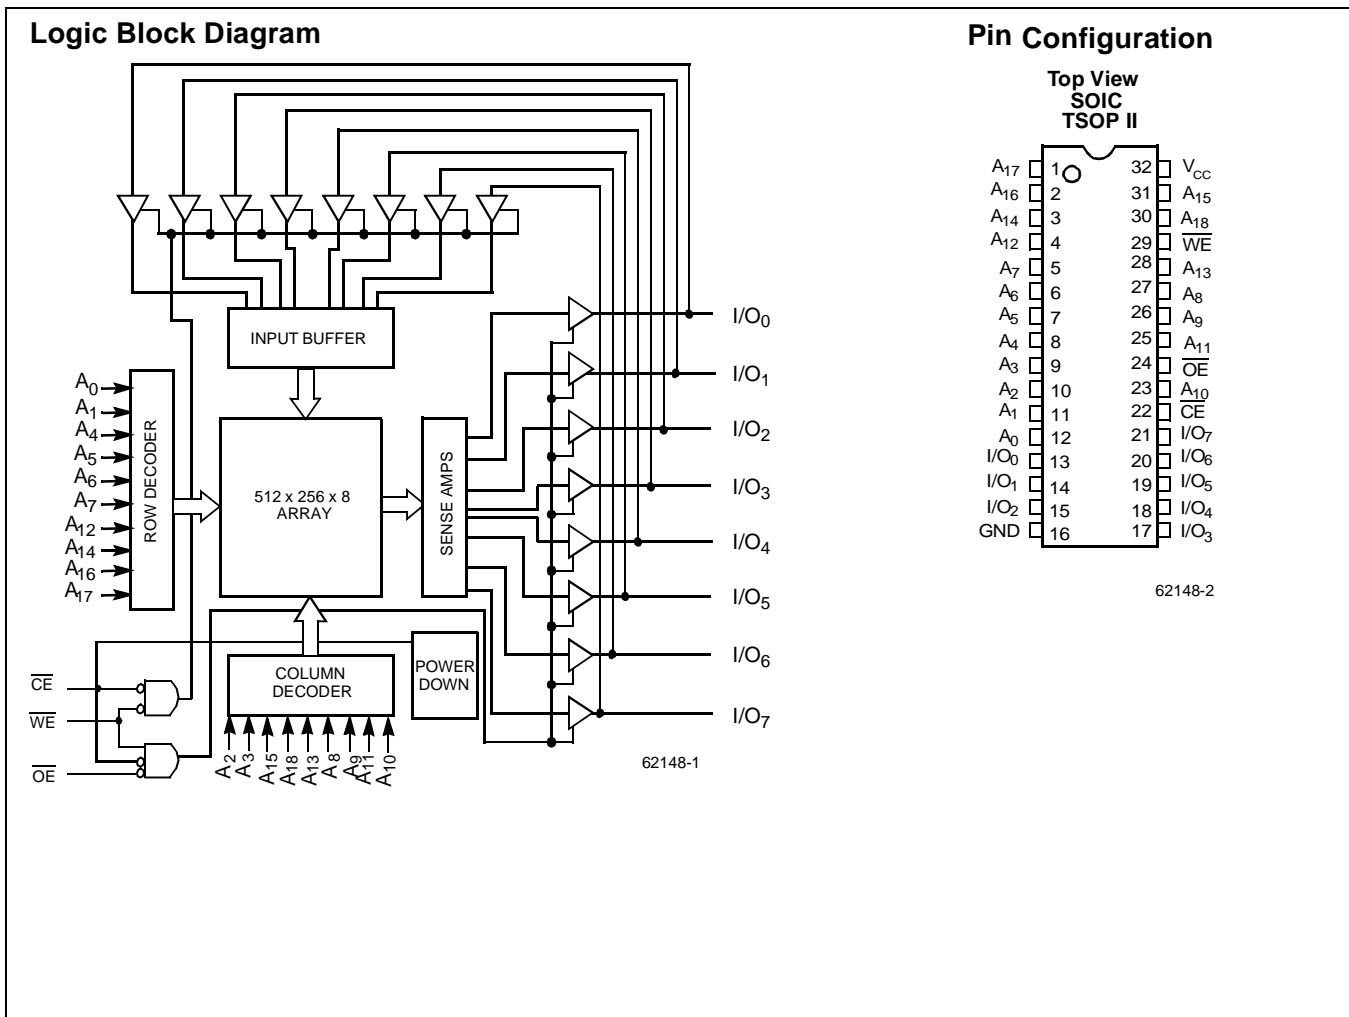 Logic Block Diagram
INPUT BUFFER
A0
A1
A4
A5
A6
A7
A12
A14
A16
A17
ROW DECODER
512 x 256 x 8
ARRAY
SENSE AMPS
COLUMN
DECODER
POWER
DOWN
CE
WE
OE
A2
A3
A15
A18
A13
A8
A9
A11
A10
I/O0
I/O1
I/O2
I/O3
I/O4
I/O5
I/O6
I/O7
62148-1
Pin Configuration
Top View
SOIC
TSOP II
A17 1 32 VCC
A16 2 31 A15
A14 3 30 A18
A12 4 29 WE
A7 5 28 A13
A6 6 27 A8
A5 7 26 A9
A4 8 25 A11
A3 9 24 OE
A2 10 23 A10
A1 11 22 CE
A0 12 21 I/O7
I/O0 13 20 I/O6
I/O1 14 19 I/O5
I/O2 15 18 I/O4
GND 16 17 I/O3
62148-2